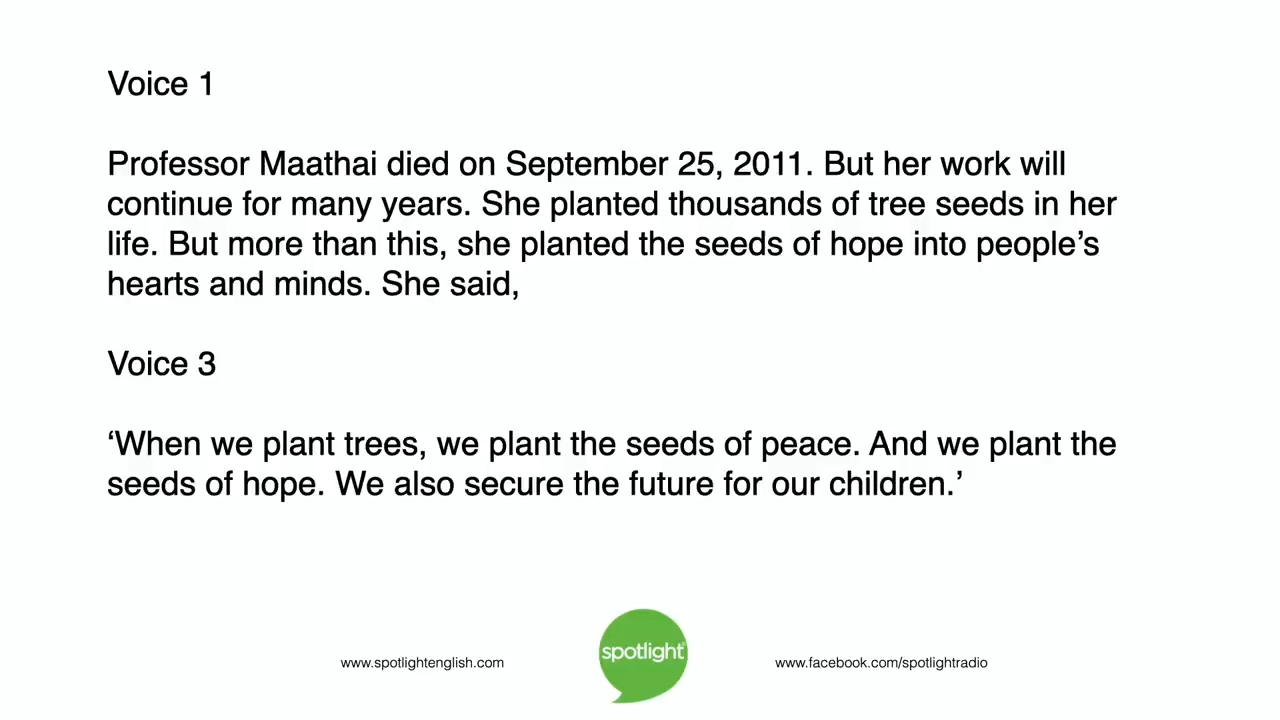 Voice 1
Professor Maathai died on September 25, 2011. But her work will
continue for many years. She planted thousands of tree seeds in her
life. But more than this, she planted the seeds of hope into people’s
hearts and minds. She said,
Voice 3
‘When we plant trees, we plant the seeds of peace. And we plant the
seeds of hope. We also secure the future for our children.’
www.spotlightenglish.com
spotlight
www.facebook.com/spotlightradio